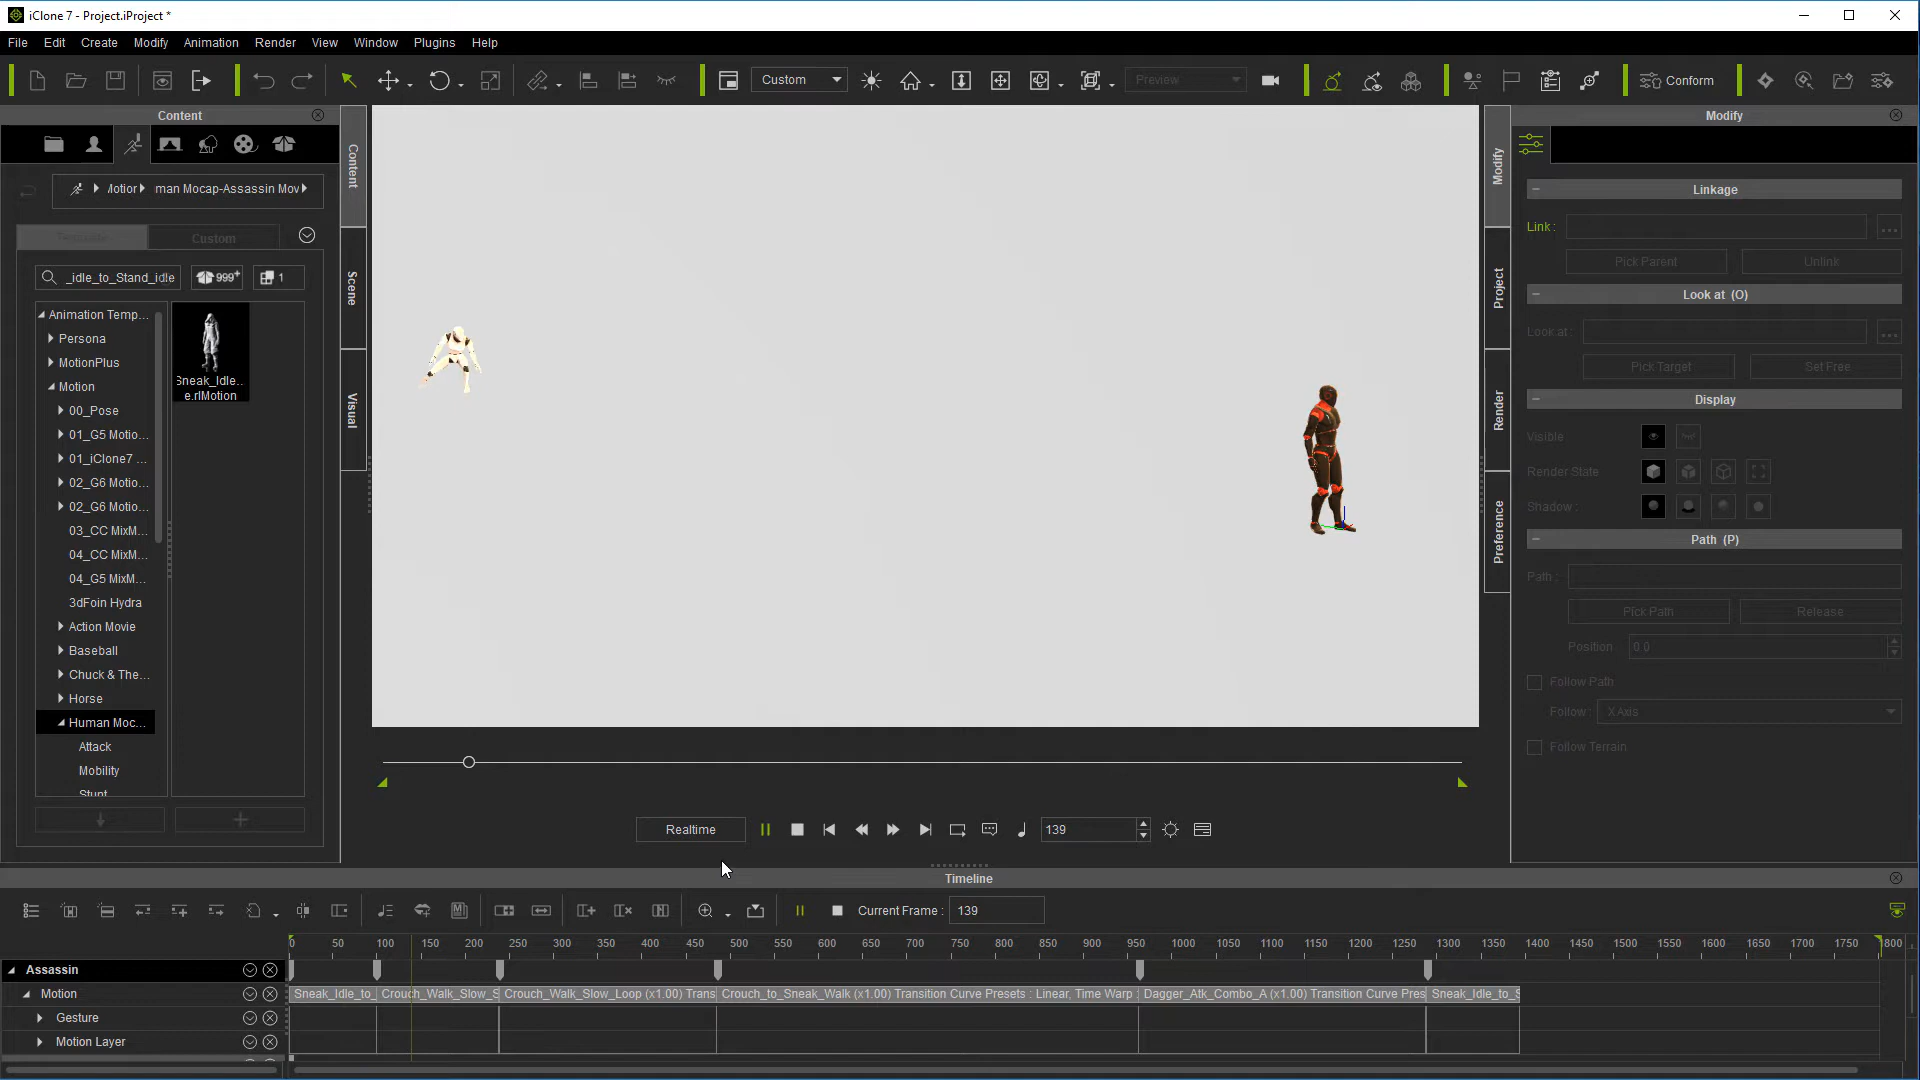 iClone 7 - Project.iProject *
File Edit Create Modify Animation Render View Window Plugins Help
Custom Preview Conform
Content
Modify
Motior man Mocap-Assassin Mov
Custom
_idle_to_Stand_idle 999+ 1
Animation Temp...
Persona
MotionPlus
Motion
00_Pose
01_G5 Motio...
01_iClone7 ...
02_G6 Motio...
02_G6 Motio...
03_CC MixM...
04_CC MixM...
04_G5 MixM...
3dFoin Hydra
Action Movie
Baseball
Chuck & The...
Horse
Human Moc...
Attack
Mobility
Stunt
Sneak_Idle..
e.rlMotion
Content
Scene
Visual
Modify
Project
Render
Preference
Linkage
Link :
Pick Parent Unlink
Look at (O)
Look at :
Pick Target Set Free
Display
Visible
Render State
Shadow :
Path (P)
Path :
Pick Path Release
Position 0.0
Follow Path
Follow : X Axis
Follow Terrain
Realtime 139
Timeline
Current Frame : 139
0 50 100 150 200 250 300 350 400 450 500 550 600 650 700 750 800 850 900 950 1000 1050 1100 1150 1200 1250 1300 1350 1400 1450 1500 1550 1600 1650 1700 1750 800
Assassin
Motion Sneak_Idle_to_ Crouch_Walk_Slow_S Crouch_Walk_Slow_Loop (x1.00) Trans Crouch_to_Sneak_Walk (x1.00) Transition Curve Presets : Linear, Time Warp : Dagger_Atk_Combo_A (x1.00) Transition Curve Pres Sneak_Idle_to_S
Gesture
Motion Layer